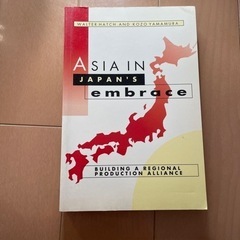 WALTER HATCH AND KOZO YAMAMURA
ASIA IN
JAPAN'S
embrace
BUILDING A REGIONAL
PRODUCTION ALLIANCE